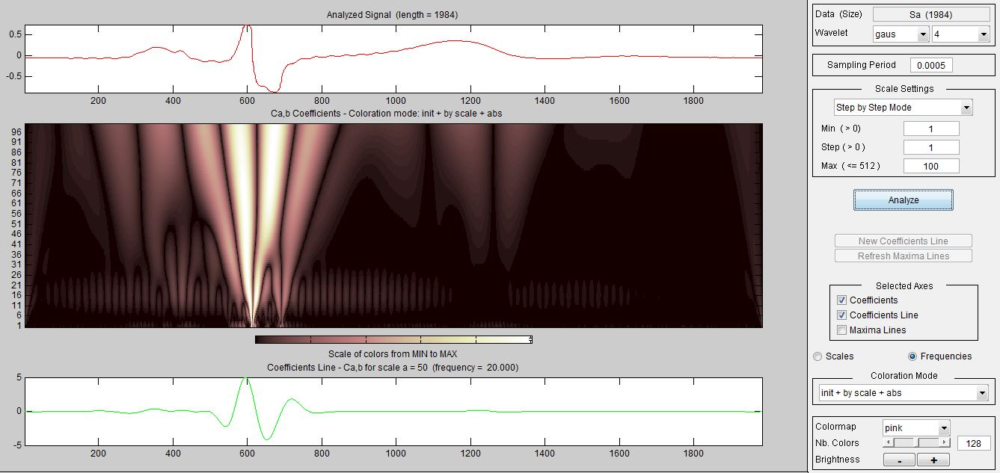 Analyzed Signal (length = 1984)
0.5
0
-0.5
200 400 600 800 1000 1200 1400 1600 1800
Ca,b Coefficients - Coloration mode: init + by scale + abs
96
91
86
81
76
71
66
61
56
51
46
41
36
31
26
21
16
11
6
1
Scale of colors from MIN to MAX
Coefficients Line - Ca,b for scale a = 50 (frequency = 20.000)
5
0
-5
200 400 600 800 1000 1200 1400 1600 1800
Data (Size) Sa (1984)
Wavelet gaus 4
Sampling Period 0.0005
Scale Settings
Step by Step Mode
Min ( > 0) 1
Step ( > 0 ) 1
Max ( <= 512 ) 100
Analyze
New Coefficients Line
Refresh Maxima Lines
Selected Axes
Coefficients
Coefficients Line
Maxima Lines
Scales Frequencies
Coloration Mode
init + by scale + abs
Colormap pink
Nb. Colors 128
Brightness - +